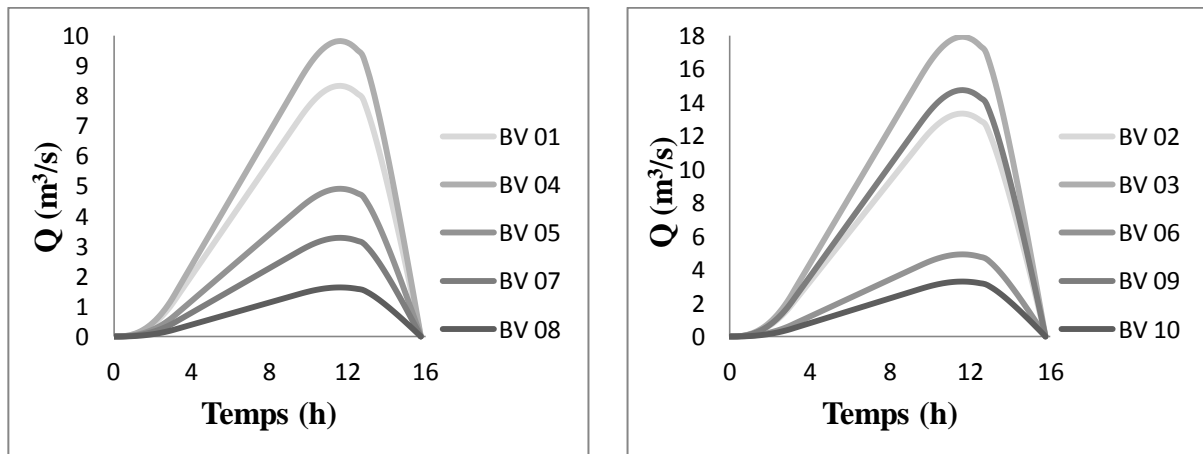 Q (m³/s)
10
9
8
7
6
5
4
3
2
1
0
0 4 8 12 16
Temps (h)
BV 01
BV 04
BV 05
BV 07
BV 08
Q (m³/s)
18
16
14
12
10
8
6
4
2
0
0 4 8 12 16
Temps (h)
BV 02
BV 03
BV 06
BV 09
BV 10